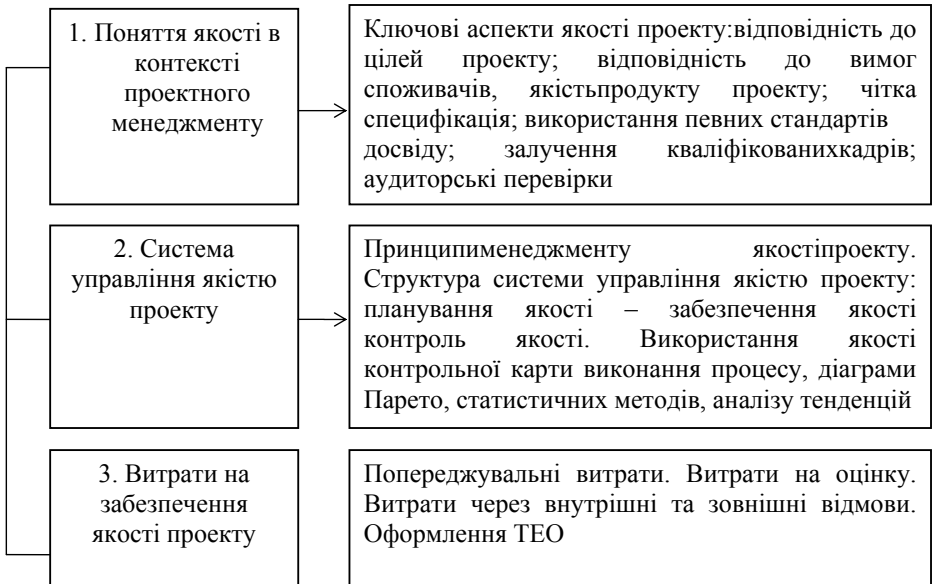 1. Поняття якості в
контексті
проектного
менеджменту
Ключові аспекти якості проекту:відповідність до
цілей проекту; відповідність до вимог
споживачів, якістьпродукту проекту; чітка
специфікація; використання певних стандартів
досвіду; залучення кваліфікованихкадрів;
аудиторські перевірки
2. Система
управління якістю
проекту
Принципименеджменту якостіпроекту.
Структура системи управління якістю проекту:
планування якості – забезпечення якості
контроль якості. Використання якості
контрольної карти виконання процесу, діаграми
Парето, статистичних методів, аналізу тенденцій
3. Витрати на
забезпечення
якості проекту
Попереджувальні витрати. Витрати на оцінку.
Витрати через внутрішні та зовнішні відмови.
Оформлення ТЕО